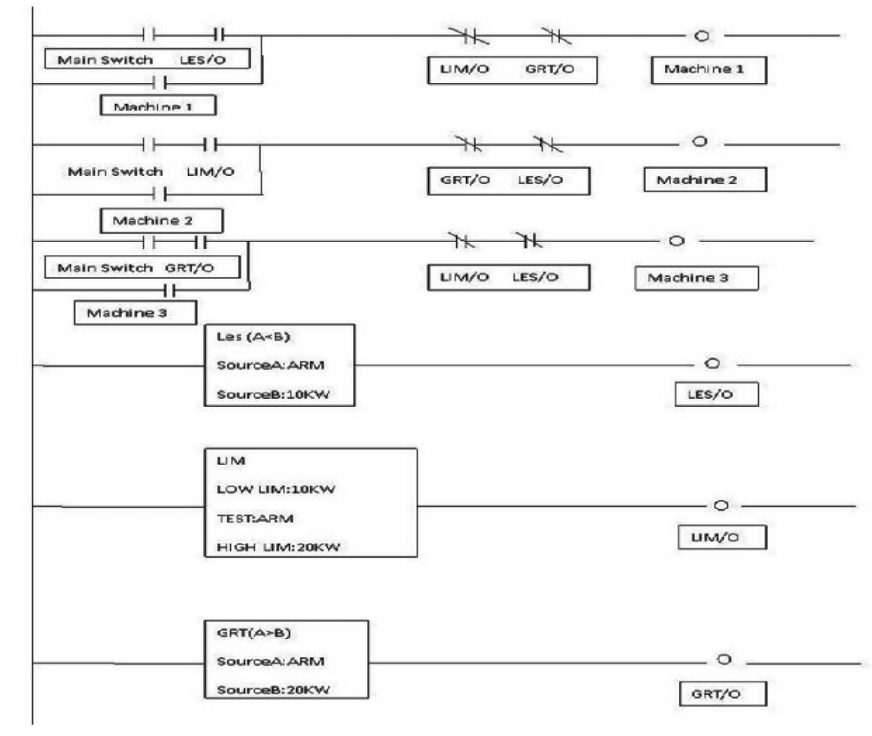 Main Switch LES/O
LIM/O GRT/O
Machine 1
Machine 1
Main Switch LIM/O
GRT/O LES/O
Machine 2
Machine 2
Main Switch GRT/O
LIM/O LES/O
Machine 3
Machine 3
Les (A<B)
SourceA:ARM
SourceB:10KW
LES/O
LIM
LOW LIM:10KW
TEST:ARM
HIGH LIM:20KW
LIM/O
GRT(A>B)
SourceA:ARM
SourceB:20KW
GRT/O